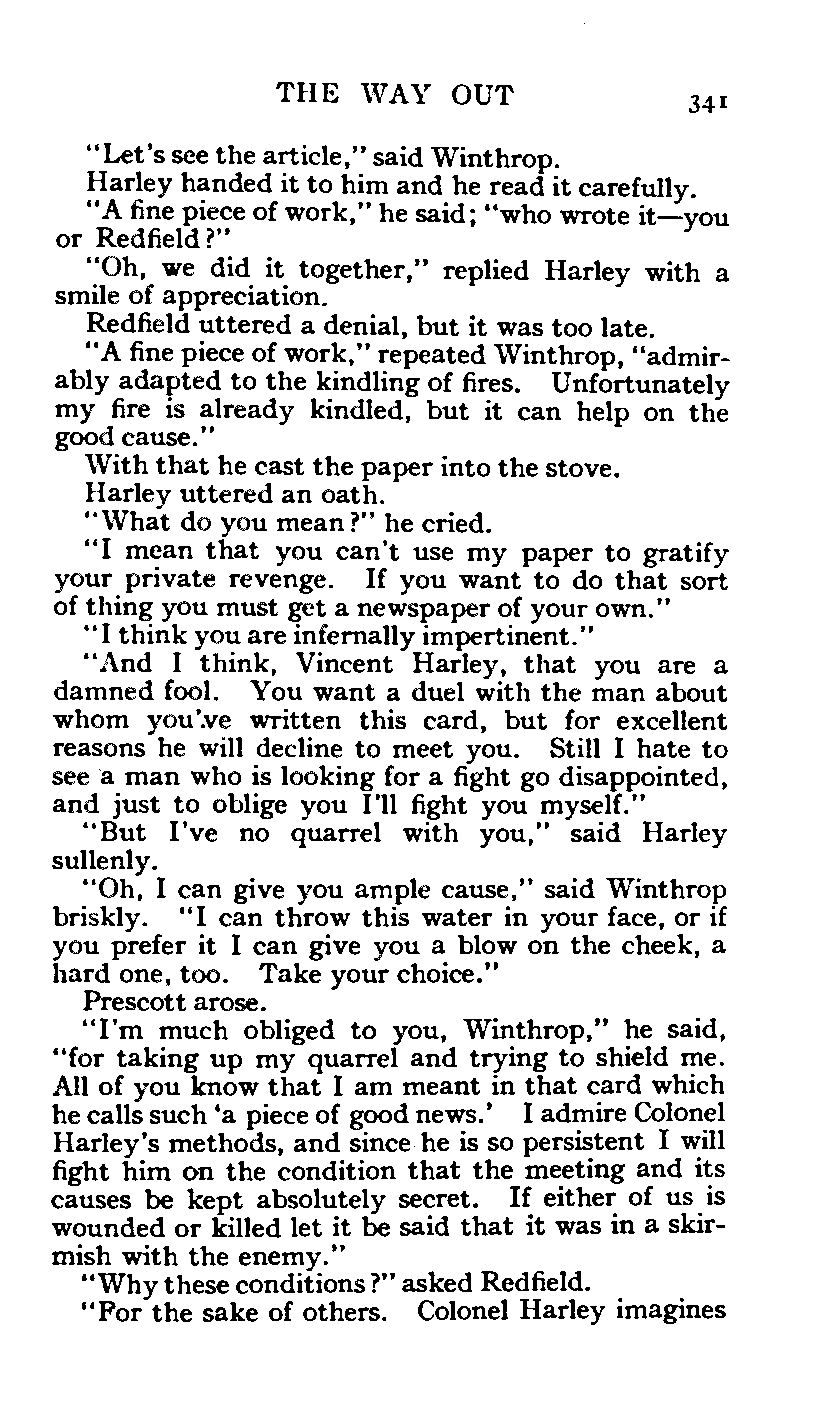 THE WAY OUT 341
"Let's see the article," said Winthrop.
Harley handed it to him and he read it carefully.
"A fine piece of work," he said; "who wrote it—you
or Redfield?"
"Oh, we did it together," replied Harley with a
smile of appreciation.
Redfield uttered a denial, but it was too late.
"A fine piece of work," repeated Winthrop, "admir-
ably adapted to the kindling of fires. Unfortunately
my fire is already kindled, but it can help on the
good cause."
With that he cast the paper into the stove.
Harley uttered an oath.
"What do you mean?" he cried.
"I mean that you can't use my paper to gratify
your private revenge. If you want to do that sort
of thing you must get a newspaper of your own."
"I think you are infernally impertinent."
"And I think, Vincent Harley, that you are a
damned fool. You want a duel with the man about
whom you've written this card, but for excellent
reasons he will decline to meet you. Still I hate to
see a man who is looking for a fight go disappointed,
and just to oblige you I'll fight you myself."
"But I've no quarrel with you," said Harley
sullenly.
"Oh, I can give you ample cause," said Winthrop
briskly. "I can throw this water in your face, or if
you prefer it I can give you a blow on the cheek, a
hard one, too. Take your choice."
Prescott arose.
"I'm much obliged to you, Winthrop," he said,
"for taking up my quarrel and trying to shield me.
All of you know that I am meant in that card which
he calls such 'a piece of good news.' I admire Colonel
Harley's methods, and since he is so persistent I will
fight him on the condition that the meeting and its
causes be kept absolutely secret. If either of us is
wounded or killed let it be said that it was in a skir-
mish with the enemy."
"Why these conditions?" asked Redfield.
"For the sake of others. Colonel Harley imagines